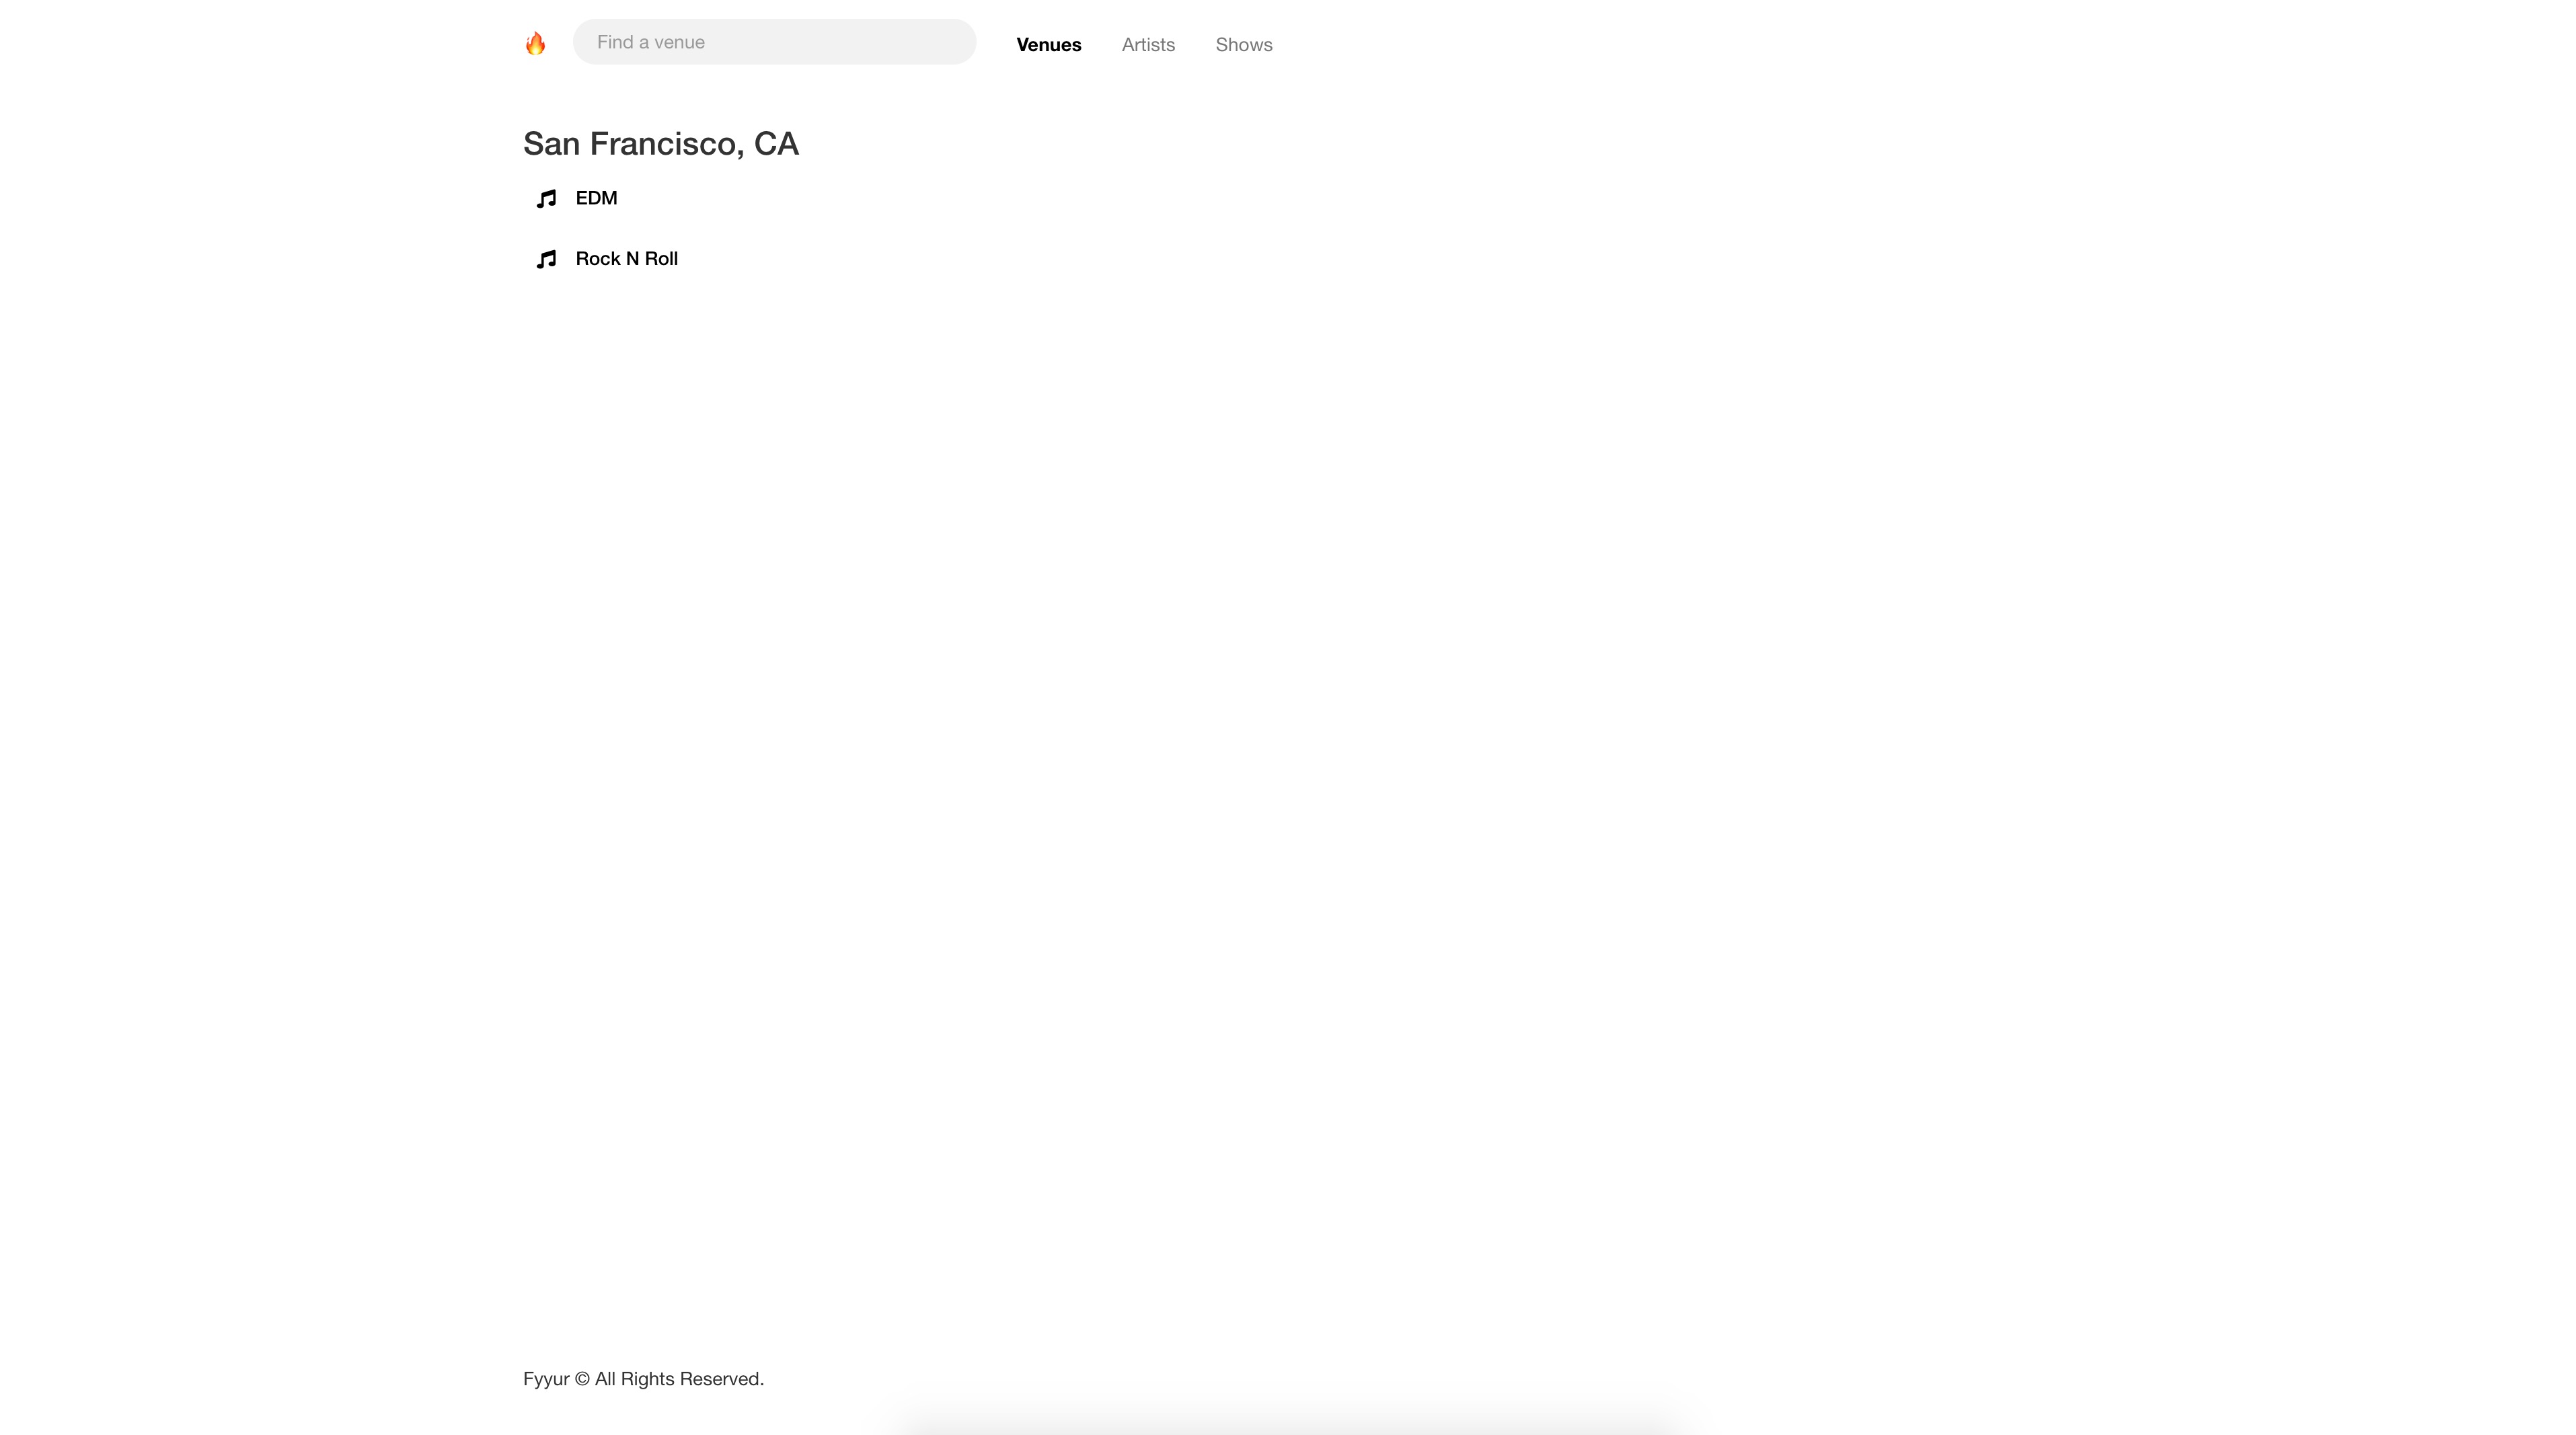 Find a venue
Venues
Artists
Shows
San Francisco, CA
EDM
Rock N Roll
Fyyur © All Rights Reserved.